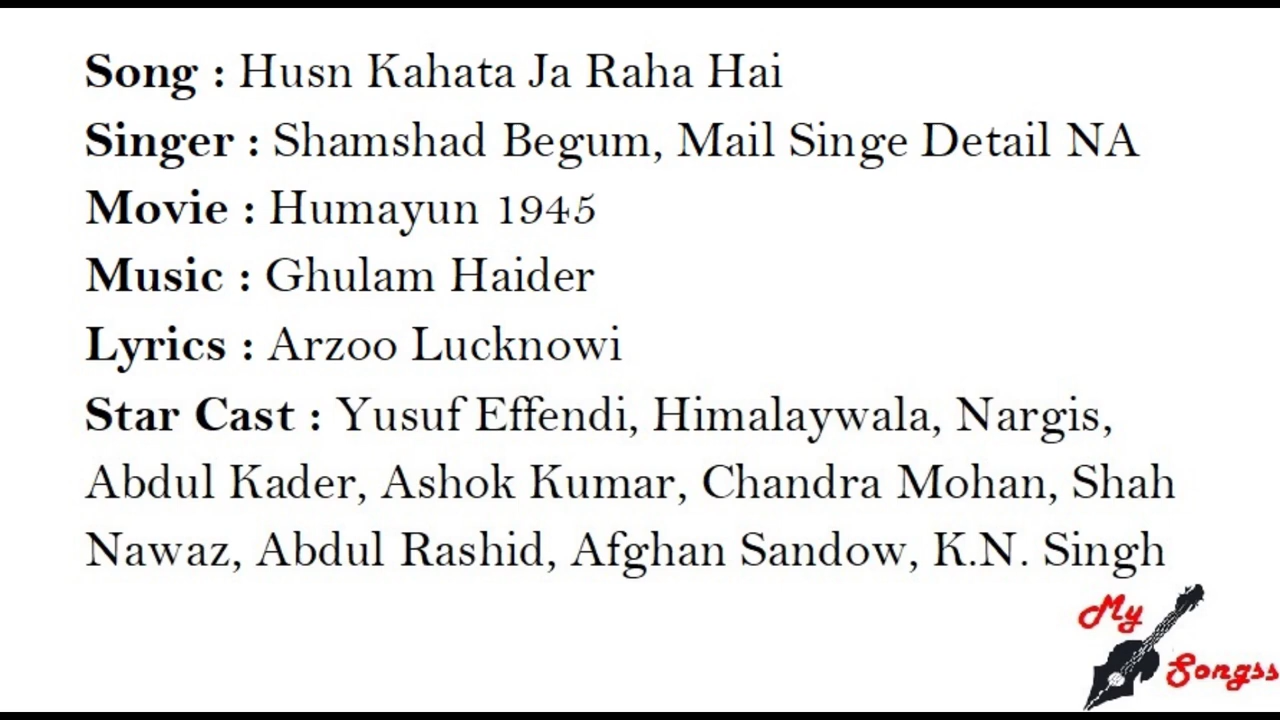 Song : Husn Kahata Ja Raha Hai
Singer : Shamshad Begum, Mail Singe Detail NA
Movie : Humayun 1945
Music : Ghulam Haider
Lyrics : Arzoo Lucknowi
Star Cast : Yusuf Effendi, Himalaywala, Nargis,
Abdul Kader, Ashok Kumar, Chandra Mohan, Shah
Nawaz, Abdul Rashid, Afghan Sandow, K.N. Singh
My
Songss